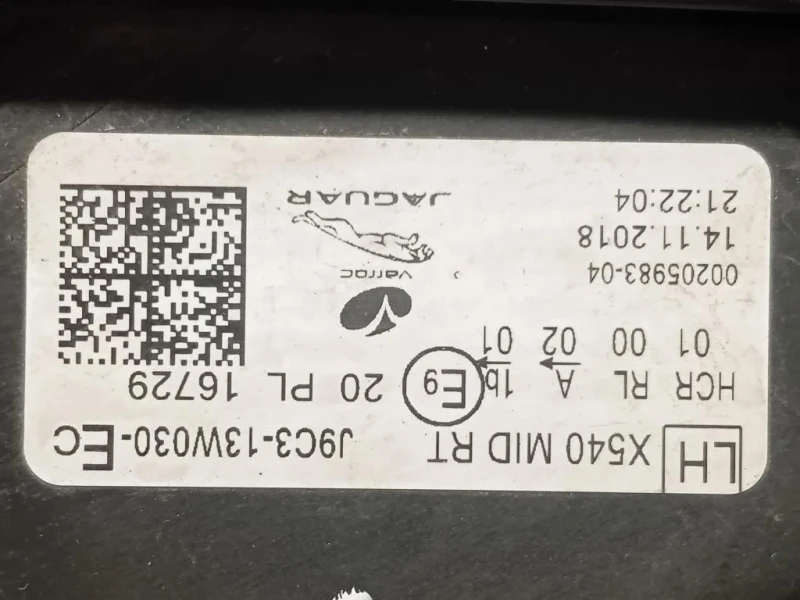 LH X540 MID RT J9C3-13W030-EC
HCR RL A 1b E9 20 PL 16729
01 00 02 01
00205983-04 varroc
14.11.2018
21:22:04 JAGUAR